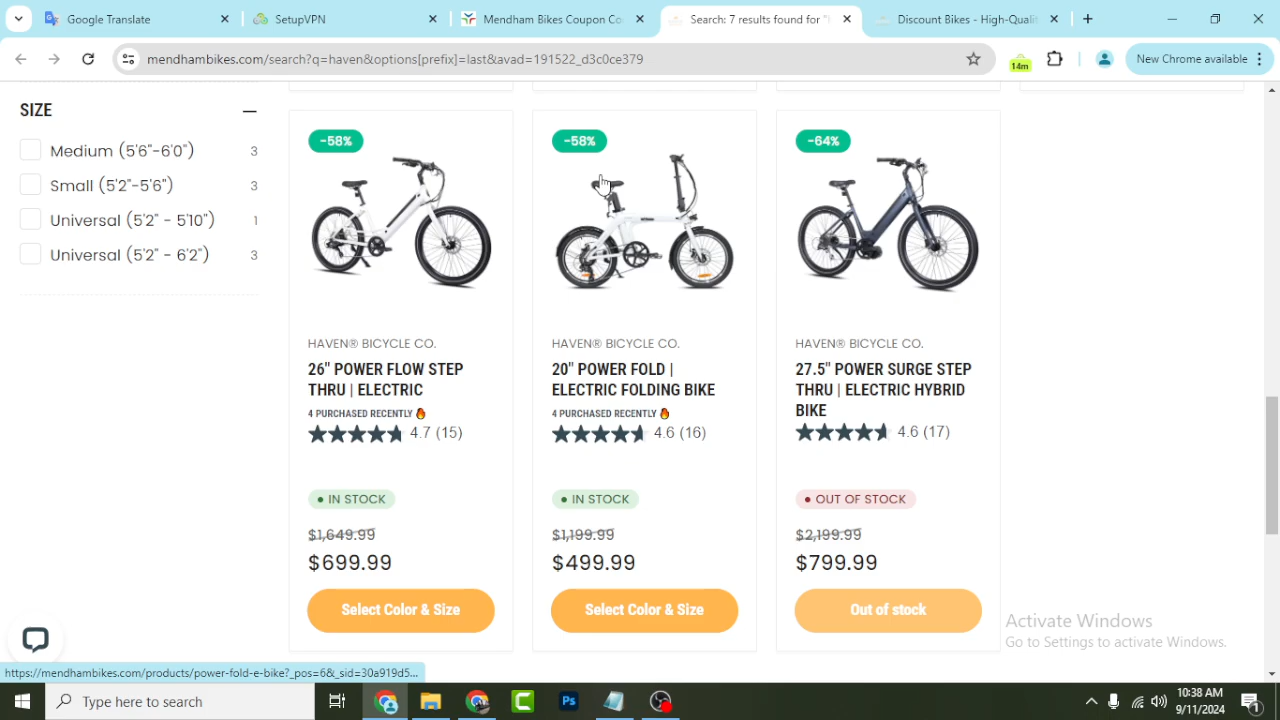 Google Translate
SetupVPN
Mendham Bikes Coupon Co
Search: 7 results found for "
Discount Bikes - High-Qualit
mendhambikes.com/search?q=haven&options[prefix]=last&avad=191522_d3c0ce379
14m
New Chrome available
SIZE
Medium (5'6"-6'0") 3
Small (5'2"-5'6") 3
Universal (5'2" - 5'10") 1
Universal (5'2" - 6'2") 3
-58%
HAVEN® BICYCLE CO.
26" POWER FLOW STEP
THRU | ELECTRIC
4 PURCHASED RECENTLY 🔥
4.7 (15)
• IN STOCK
$1,649.99
$699.99
Select Color & Size
-58%
HAVEN® BICYCLE CO.
20" POWER FOLD |
ELECTRIC FOLDING BIKE
4 PURCHASED RECENTLY 🔥
4.6 (16)
• IN STOCK
$1,199.99
$499.99
Select Color & Size
-64%
HAVEN® BICYCLE CO.
27.5" POWER SURGE STEP
THRU | ELECTRIC HYBRID
BIKE
4.6 (17)
• OUT OF STOCK
$2,199.99
$799.99
Out of stock
Activate Windows
Go to Settings to activate Windows.
https://mendhambikes.com/products/power-fold-e-bike?_pos=6&_sid=30a919d5...
Type here to search
10:38 AM
9/11/2024
1